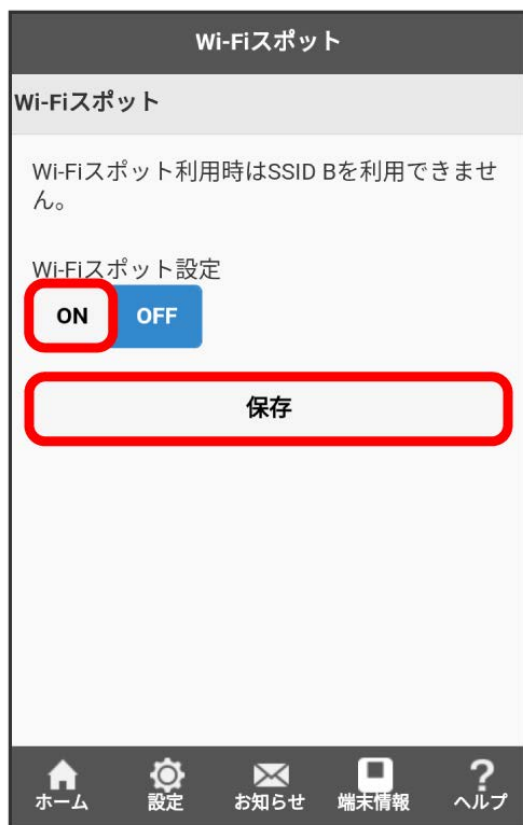 Wi-Fiスポット
Wi-Fiスポット
Wi-Fiスポット利用時はSSID Bを利用できませ
ん。
Wi-Fiスポット設定
ON OFF
保存
ホーム 設定 お知らせ 端末情報 ヘルプ